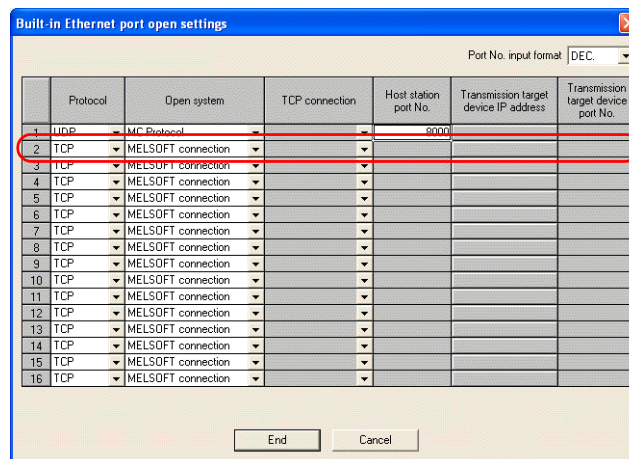 Built-in Ethernet port open settings
Port No. input format DEC.
Protocol Open system TCP connection Host station port No. Transmission target device IP address Transmission target device port No.
1 UDP MC Protocol 8000
2 TCP MELSOFT connection
3 TCP MELSOFT connection
4 TCP MELSOFT connection
5 TCP MELSOFT connection
6 TCP MELSOFT connection
7 TCP MELSOFT connection
8 TCP MELSOFT connection
9 TCP MELSOFT connection
10 TCP MELSOFT connection
11 TCP MELSOFT connection
12 TCP MELSOFT connection
13 TCP MELSOFT connection
14 TCP MELSOFT connection
15 TCP MELSOFT connection
16 TCP MELSOFT connection
End Cancel